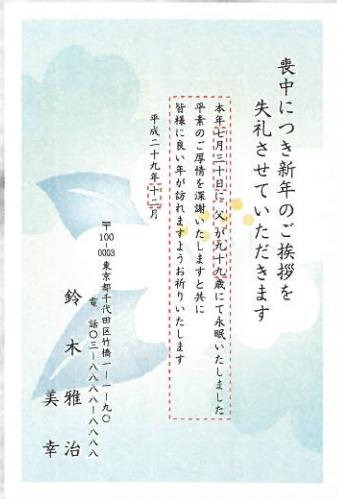 喪中につき新年のご挨拶を
失礼させていただきます
本年七月三十日に 父 が九十九歳にて永眠いたしました
平素のご厚情を深謝いたしますと共に
皆様に良い年が訪れますようお祈りいたします
平成二十九年十二月
〒100-0003 東京都千代田区竹橋一ー一ー九〇
電話〇三ー八八八八ー八八八八
鈴木 雅治
美幸